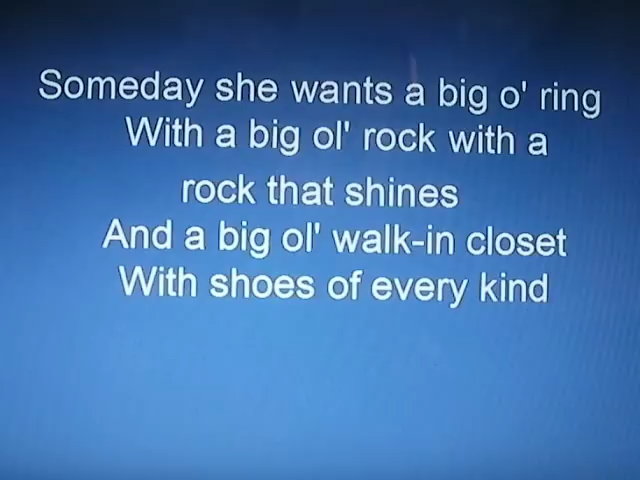 Someday she wants a big o' ring
With a big ol' rock with a
rock that shines
And a big ol' walk-in closet
With shoes of every kind